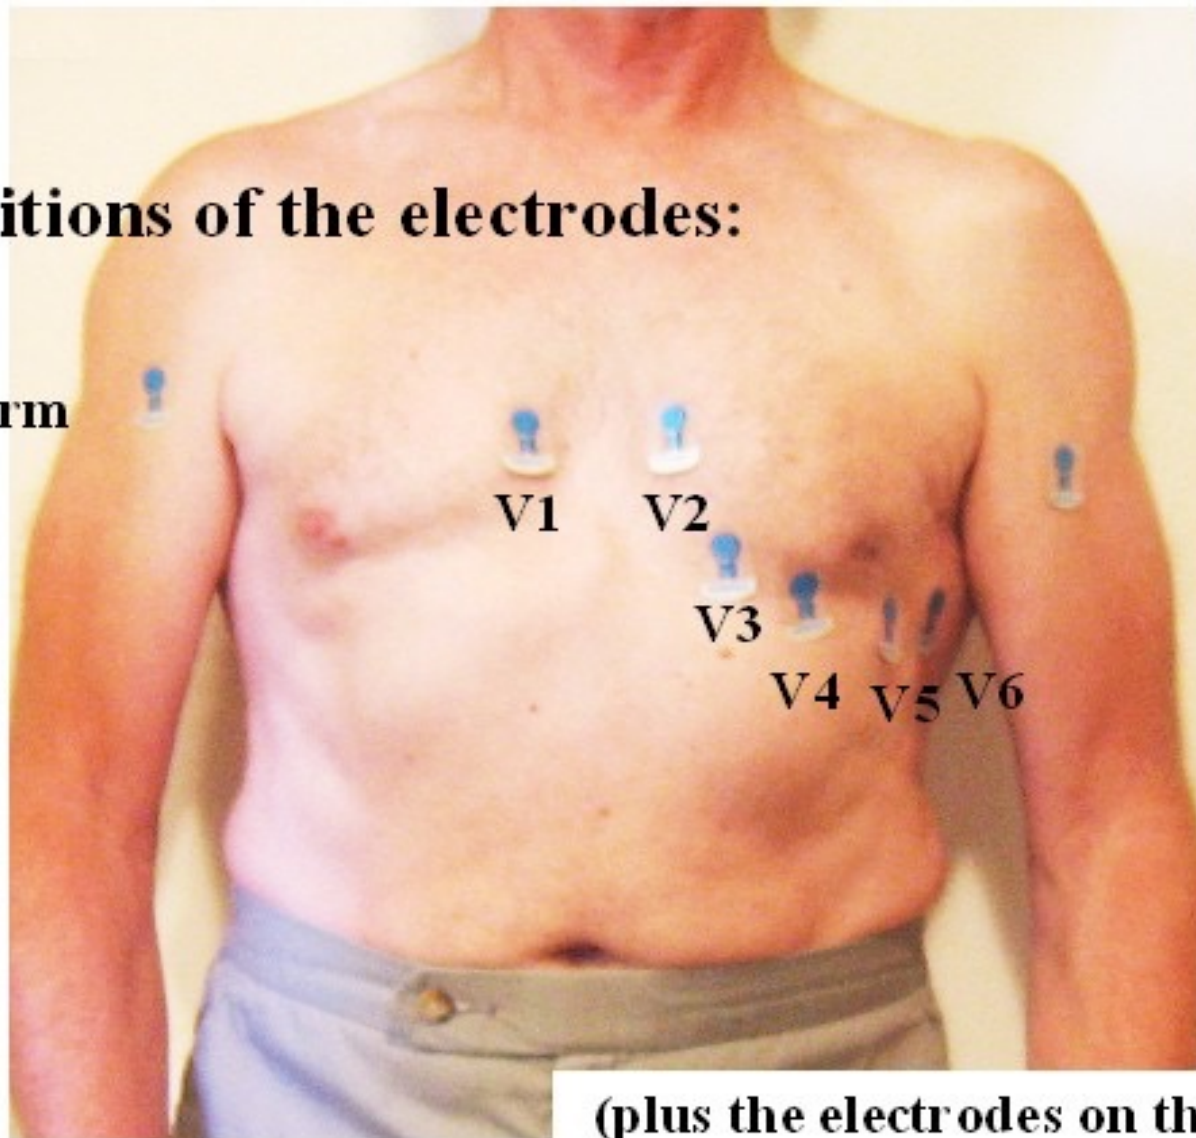 itions of the electrodes:
rm
V1 V2
V3
V4 V5 V6
(plus the electrodes on th